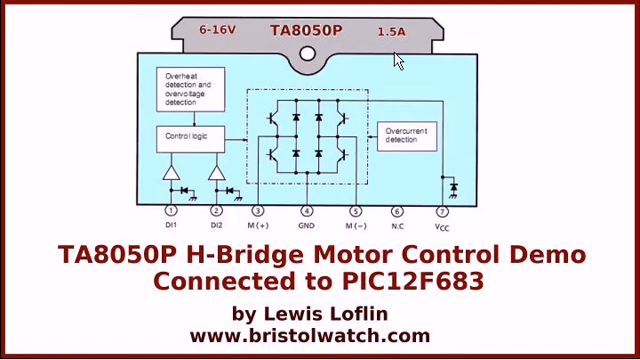 6-16V TA8050P 1.5A
Overheat
detection and
overvoltage
detection
Control logic
Overcurrent
detection
1 2 3 4 5 6 7
DI1 DI2 M(+) GND M(−) N.C VCC
TA8050P H-Bridge Motor Control Demo
Connected to PIC12F683
by Lewis Loflin
www.bristolwatch.com